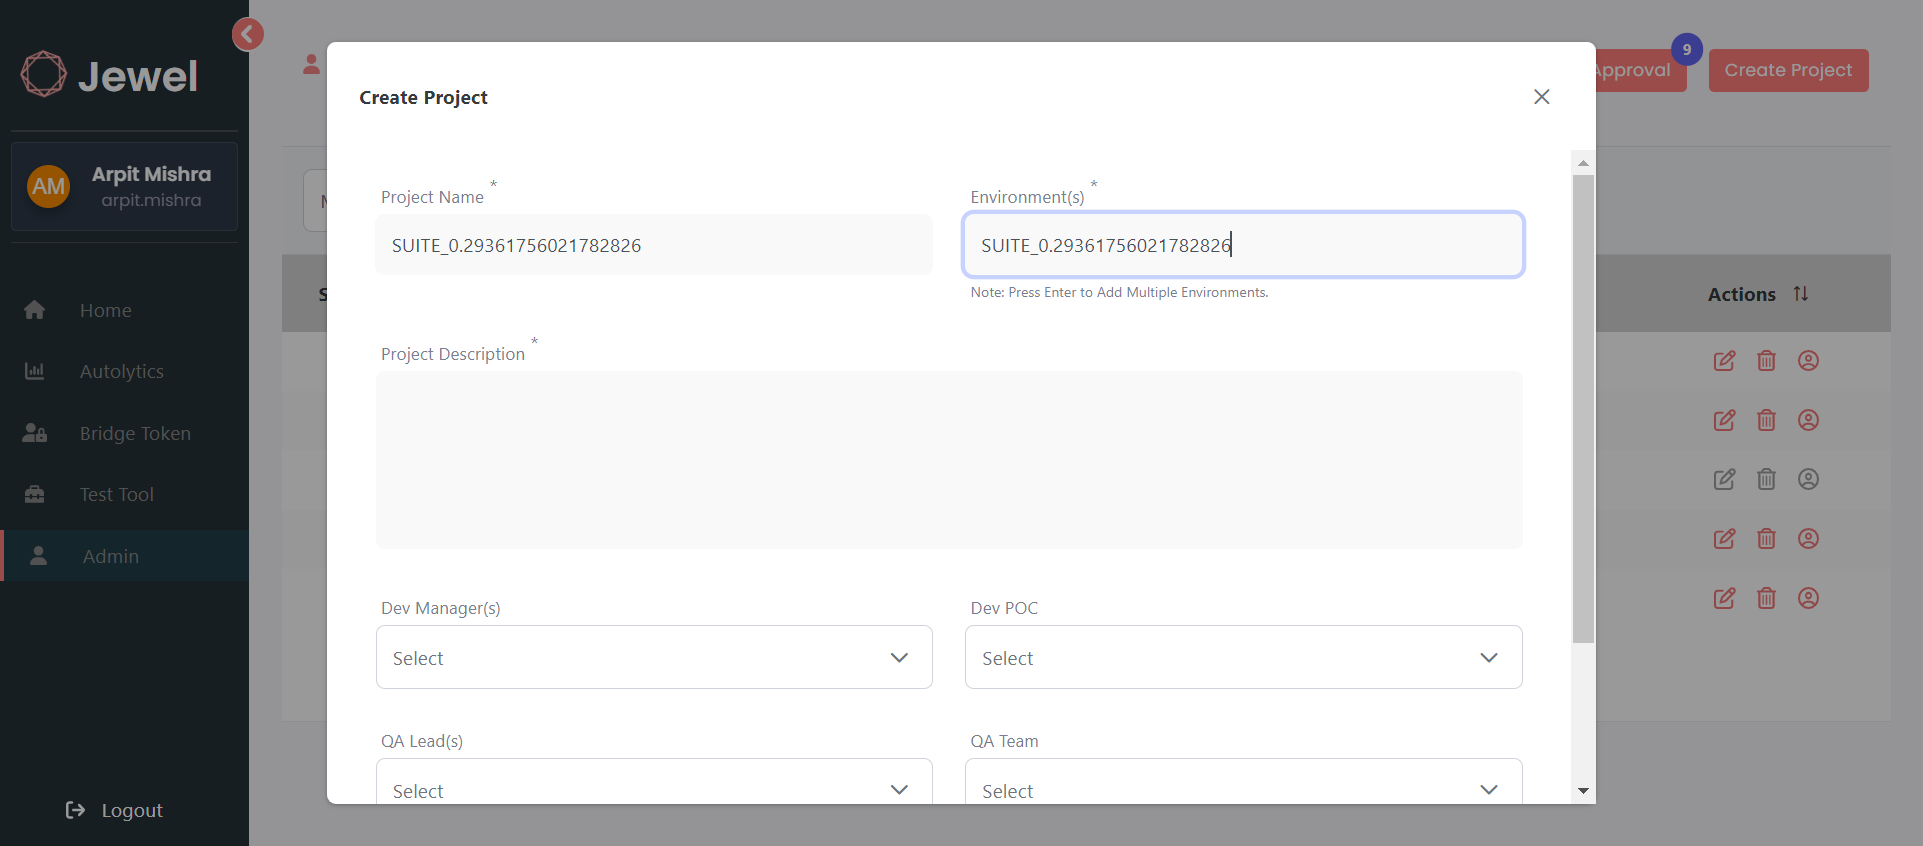 Jewel
AM
Arpit Mishra
arpit.mishra
Home
Autolytics
Bridge Token
Test Tool
Admin
Logout
Approval
9
Create Project
Actions
Create Project
Project Name *
SUITE_0.29361756021782826
Environment(s) *
SUITE_0.29361756021782826
Note: Press Enter to Add Multiple Environments.
Project Description *
Dev Manager(s)
Select
Dev POC
Select
QA Lead(s)
Select
QA Team
Select